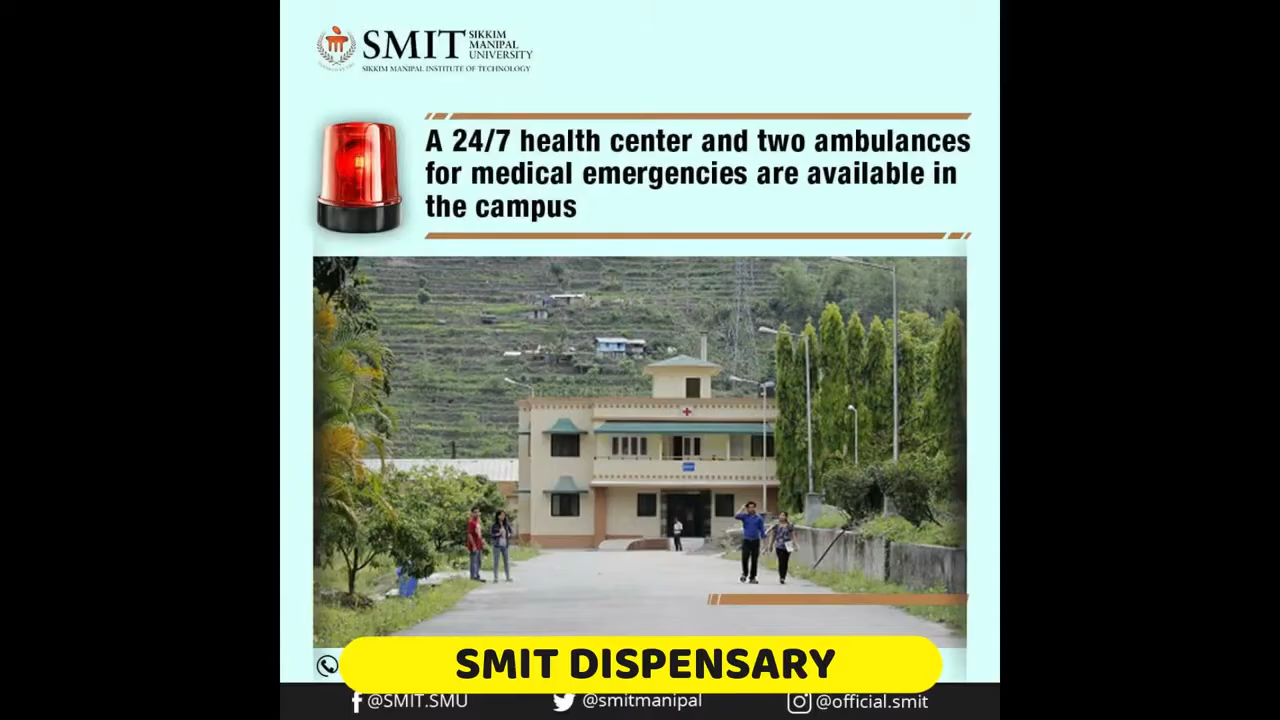 SMIT SIKKIM
MANIPAL
UNIVERSITY
SIKKIM MANIPAL INSTITUTE OF TECHNOLOGY
A 24/7 health center and two ambulances
for medical emergencies are available in
the campus
SMIT DISPENSARY
@SMIT.SMU @smitmanipal @official.smit